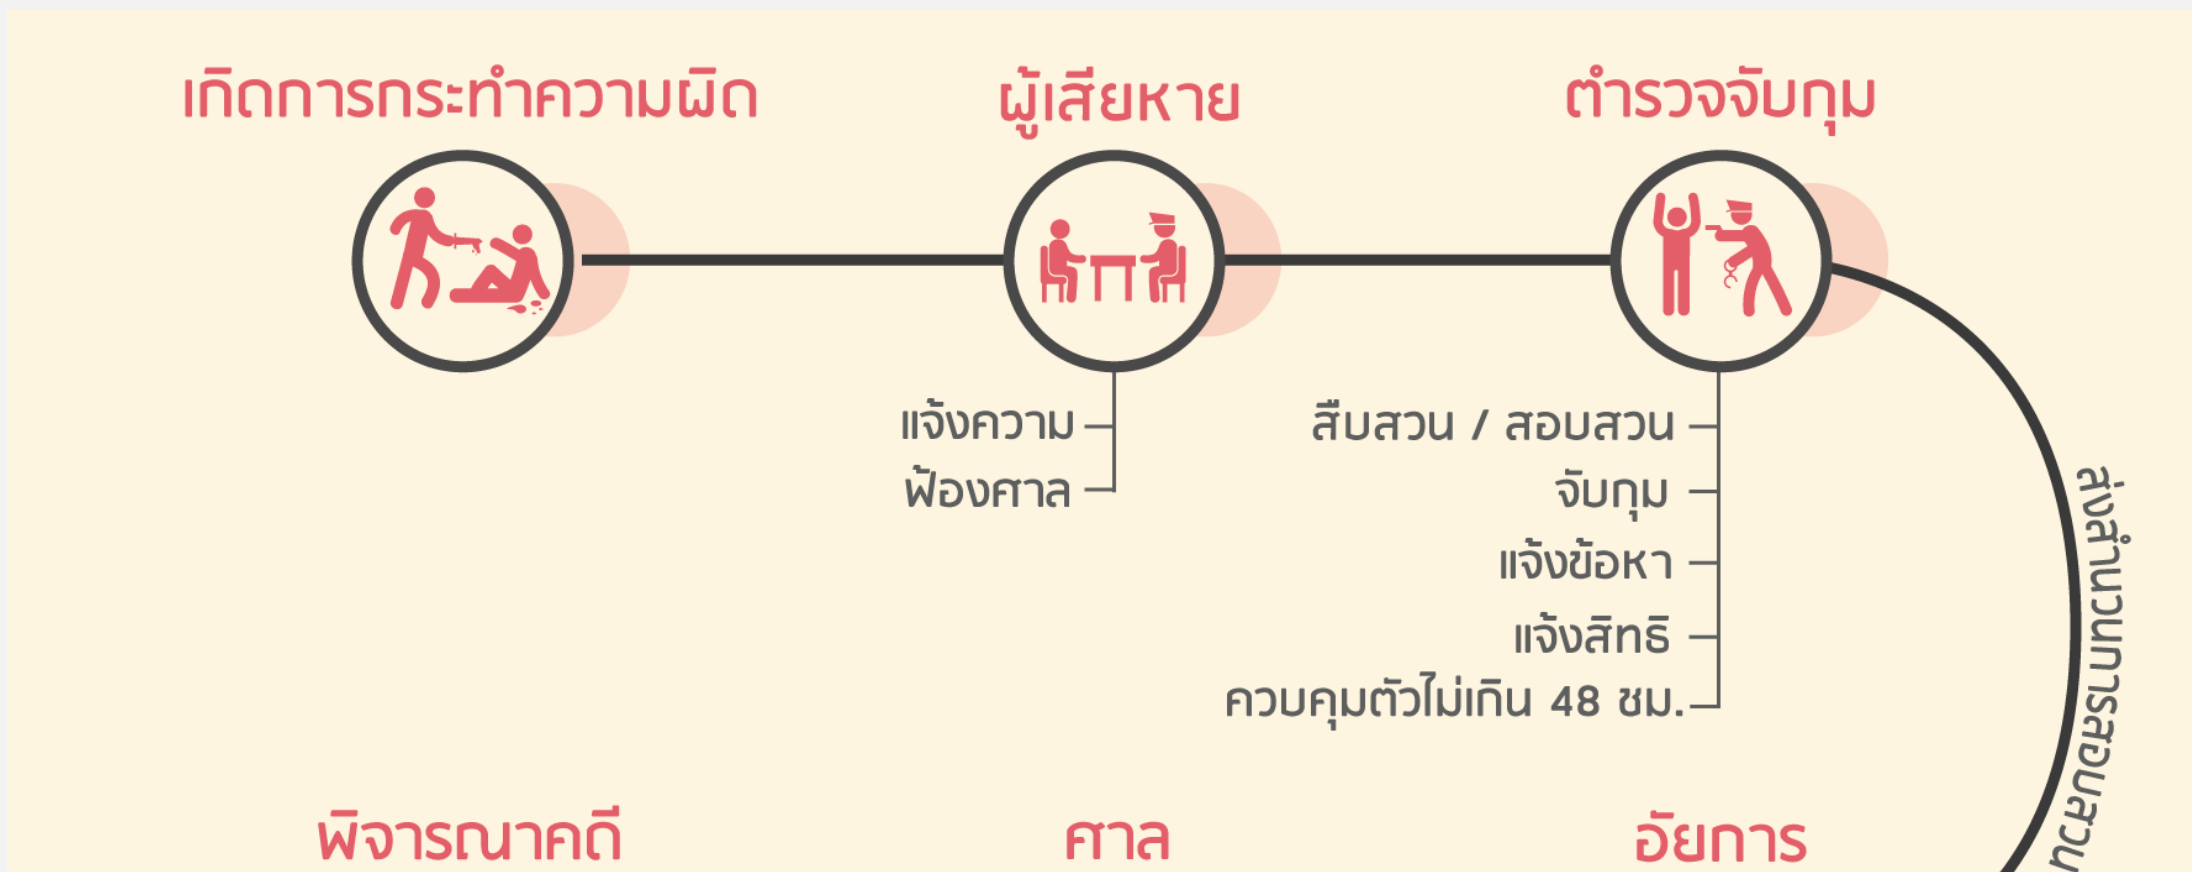 เกิดการกระทำความผิด
ผู้เสียหาย
ตำรวจจับกุม
แจ้งความ
ฟ้องศาล
สืบสวน / สอบสวน
จับกุม
แจ้งข้อหา
แจ้งสิทธิ
ควบคุมตัวไม่เกิน 48 ชม.
ส่งสำนวนการสอบสวน
พิจารณาคดี
ศาล
อัยการ